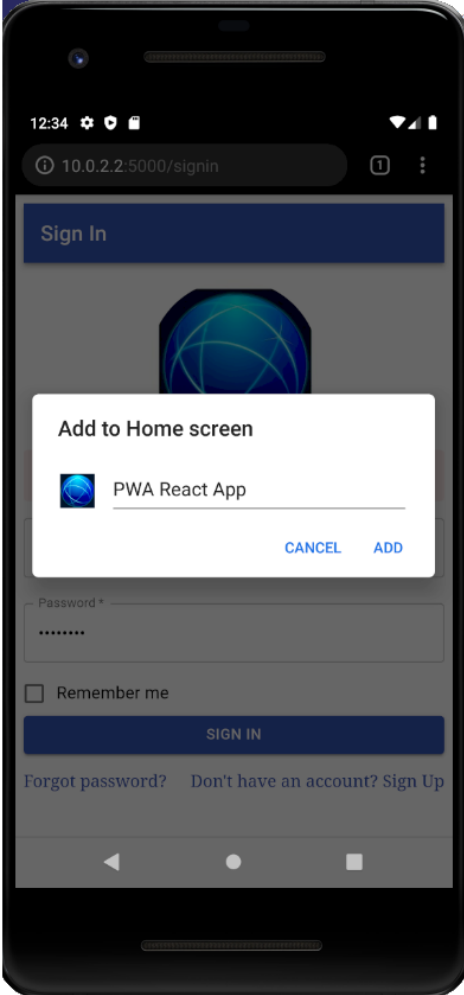 12:34
10.0.2.2:5000/signin
1
Sign In
Add to Home screen
PWA React App
CANCEL ADD
Password *
••••••••
Remember me
SIGN IN
Forgot password? Don't have an account? Sign Up